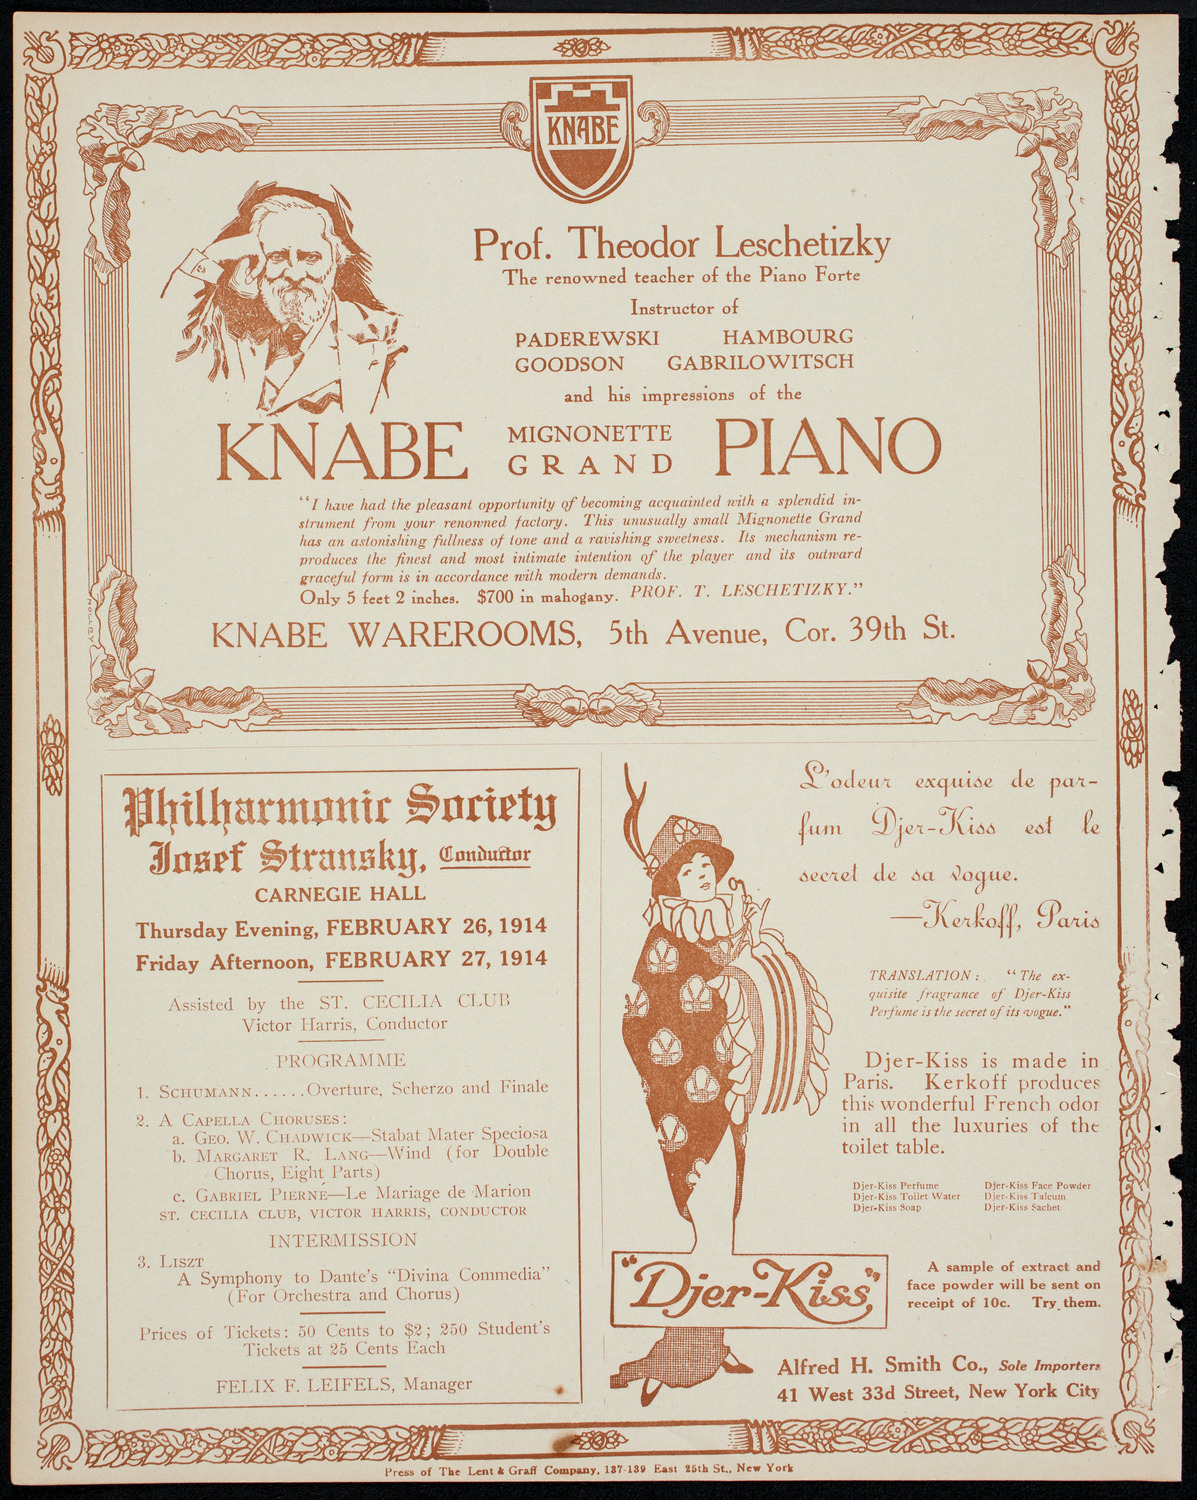 KNABE
Prof. Theodor Leschetizky
The renowned teacher of the Piano Forte
Instructor of
PADEREWSKI HAMBOURG
GOODSON GABRILOWITSCH
and his impressions of the
KNABE MIGNONETTE GRAND PIANO
"I have had the pleasant opportunity of becoming acquainted with a splendid in-
strument from your renowned factory. This unusually small Mignonette Grand
has an astonishing fullness of tone and a ravishing sweetness. Its mechanism re-
produces the finest and most intimate intention of the player and its outward
graceful form is in accordance with modern demands.
Only 5 feet 2 inches. $700 in mahogany. PROF. T. LESCHETIZKY."
KNABE WAREROOMS, 5th Avenue, Cor. 39th St.
Philharmonic Society
Josef Stransky, Conductor
CARNEGIE HALL
Thursday Evening, FEBRUARY 26, 1914
Friday Afternoon, FEBRUARY 27, 1914
Assisted by the ST. CECILIA CLUB
Victor Harris, Conductor
PROGRAMME
1. SCHUMANN......Overture, Scherzo and Finale
2. A CAPELLA CHORUSES:
a. GEO. W. CHADWICK—Stabat Mater Speciosa
b. MARGARET R. LANG—Wind (for Double
Chorus, Eight Parts)
c. GABRIEL PIERNÉ—Le Mariage de Marion
ST. CECILIA CLUB, VICTOR HARRIS, CONDUCTOR
INTERMISSION
3. LISZT
A Symphony to Dante's "Divina Commedia"
(For Orchestra and Chorus)
Prices of Tickets: 50 Cents to $2; 250 Student's
Tickets at 25 Cents Each
FELIX F. LEIFELS, Manager
L'odeur exquise de par-
fum Djer-Kiss est le
secret de sa vogue.
—Kerkoff, Paris
TRANSLATION: "The ex-
quisite fragrance of Djer-Kiss
Perfume is the secret of its vogue."
Djer-Kiss is made in
Paris. Kerkoff produces
this wonderful French odor
in all the luxuries of the
toilet table.
Djer-Kiss Perfume Djer-Kiss Face Powder
Djer-Kiss Toilet Water Djer-Kiss Talcum
Djer-Kiss Soap Djer-Kiss Sachet
"Djer-Kiss"
A sample of extract and
face powder will be sent on
receipt of 10c. Try them.
Alfred H. Smith Co., Sole Importers
41 West 33d Street, New York City
Press of The Lent & Graff Company, 137-139 East 25th St., New York